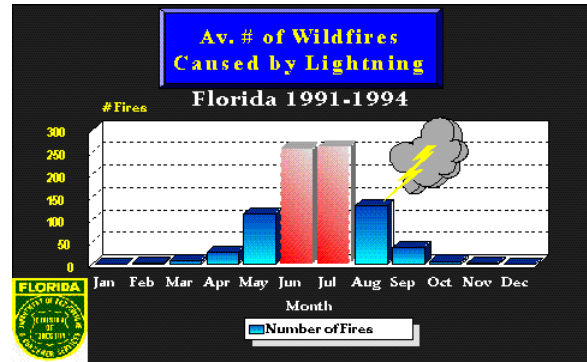 Av. # of Wildfires
Caused by Lightning
Florida 1991-1994
# Fires
300
250
200
150
100
50
0
Jan Feb Mar Apr May Jun Jul Aug Sep Oct Nov Dec
Month
Number of Fires
FLORIDA